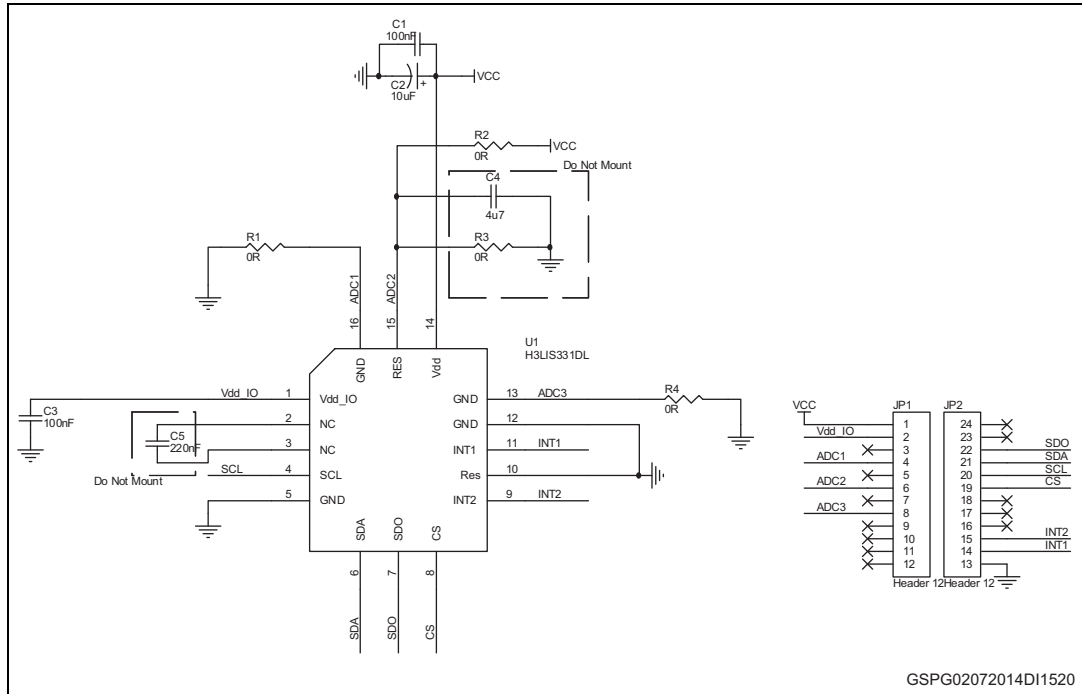 C1
100nF
VCC
C2
10uF
+
R2
VCC
0R
Do Not Mount
C4
4u7
R1
0R
R3
0R
ADC1
ADC2
16
15
14
U1
H3LIS331DL
GND
RES
Vdd
Vdd_IO 1 Vdd_IO
GND 13 ADC3
R4
0R
C3
100nF
2 NC
GND 12
C5
220nF
3 NC
INT1 11 INT1
Do Not Mount
SCL 4 SCL
Res 10
5 GND
INT2 9 INT2
SDA
SDO
CS
6
7
8
SDA
SDO
CS
VCC
JP1
JP2
1
24
Vdd_IO 2
23
3
22 SDO
ADC1 4
21 SDA
5
20 SCL
ADC2 6
19 CS
7
18
ADC3 8
17
9
16
10
15 INT2
11
14 INT1
12
13
Header 12
Header 12
GSPG02072014DI1520